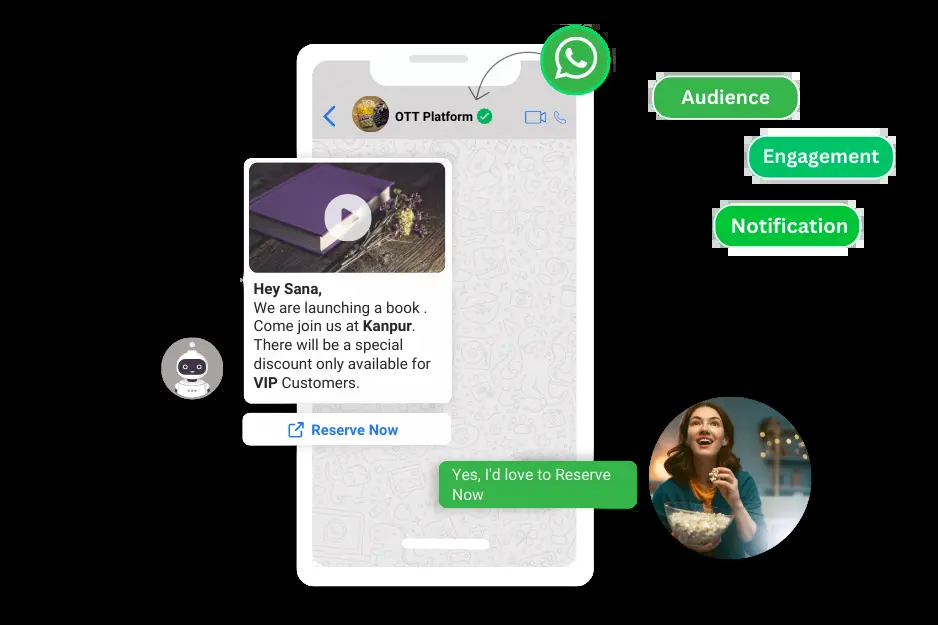 OTT Platform
Audience
Engagement
Notification
Hey Sana,
We are launching a book .
Come join us at Kanpur.
There will be a special
discount only available for
VIP Customers.
Reserve Now
Yes, I'd love to Reserve
Now